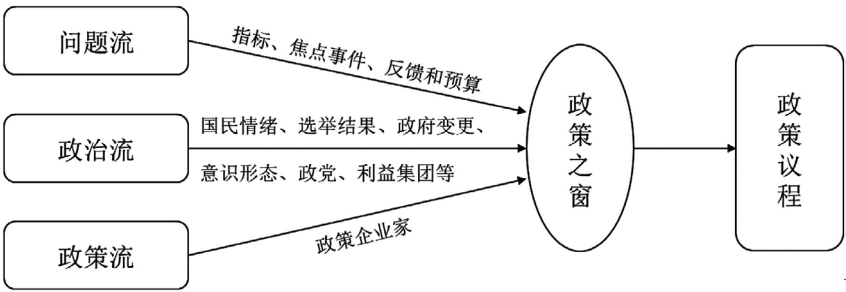 问题流
指标、焦点事件、反馈和预算
政治流
国民情绪、选举结果、政府变更、
意识形态、政党、利益集团等
政策流
政策企业家
政策之窗
政策议程